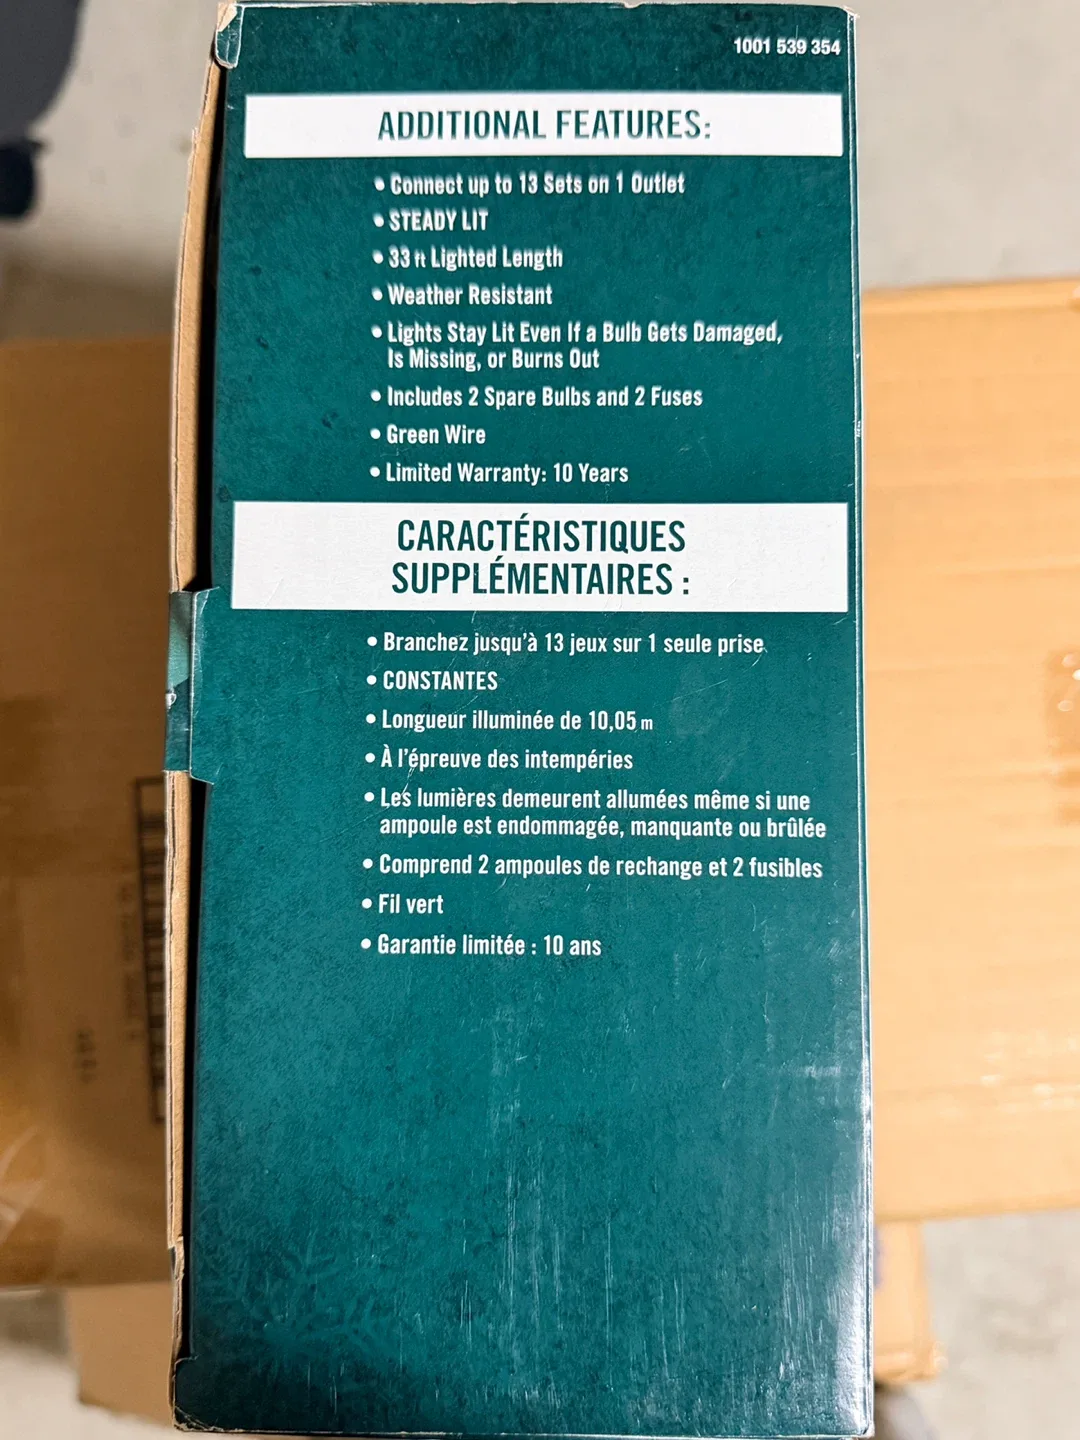 1001 539 354
ADDITIONAL FEATURES:
• Connect up to 13 Sets on 1 Outlet
• STEADY LIT
• 33 ft Lighted Length
• Weather Resistant
• Lights Stay Lit Even If a Bulb Gets Damaged,
Is Missing, or Burns Out
• Includes 2 Spare Bulbs and 2 Fuses
• Green Wire
• Limited Warranty: 10 Years
CARACTÉRISTIQUES
SUPPLÉMENTAIRES :
• Branchez jusqu'à 13 jeux sur 1 seule prise
• CONSTANTES
• Longueur illuminée de 10,05 m
• À l'épreuve des intempéries
• Les lumières demeurent allumées même si une
ampoule est endommagée, manquante ou brûlée
• Comprend 2 ampoules de rechange et 2 fusibles
• Fil vert
• Garantie limitée : 10 ans